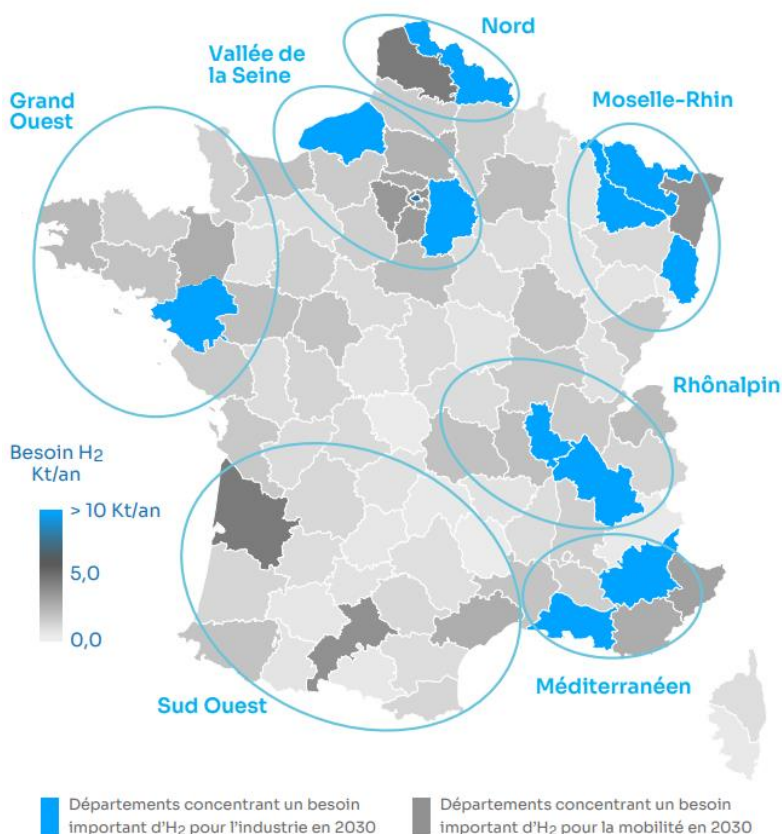 Nord
Vallée de
la Seine
Grand
Ouest
Moselle-Rhin
Rhônalpin
Besoin H₂
Kt/an
> 10 Kt/an
5,0
0,0
Sud Ouest
Méditerranéen
Départements concentrant un besoin
important d'H₂ pour l'industrie en 2030
Départements concentrant un besoin
important d'H₂ pour la mobilité en 2030